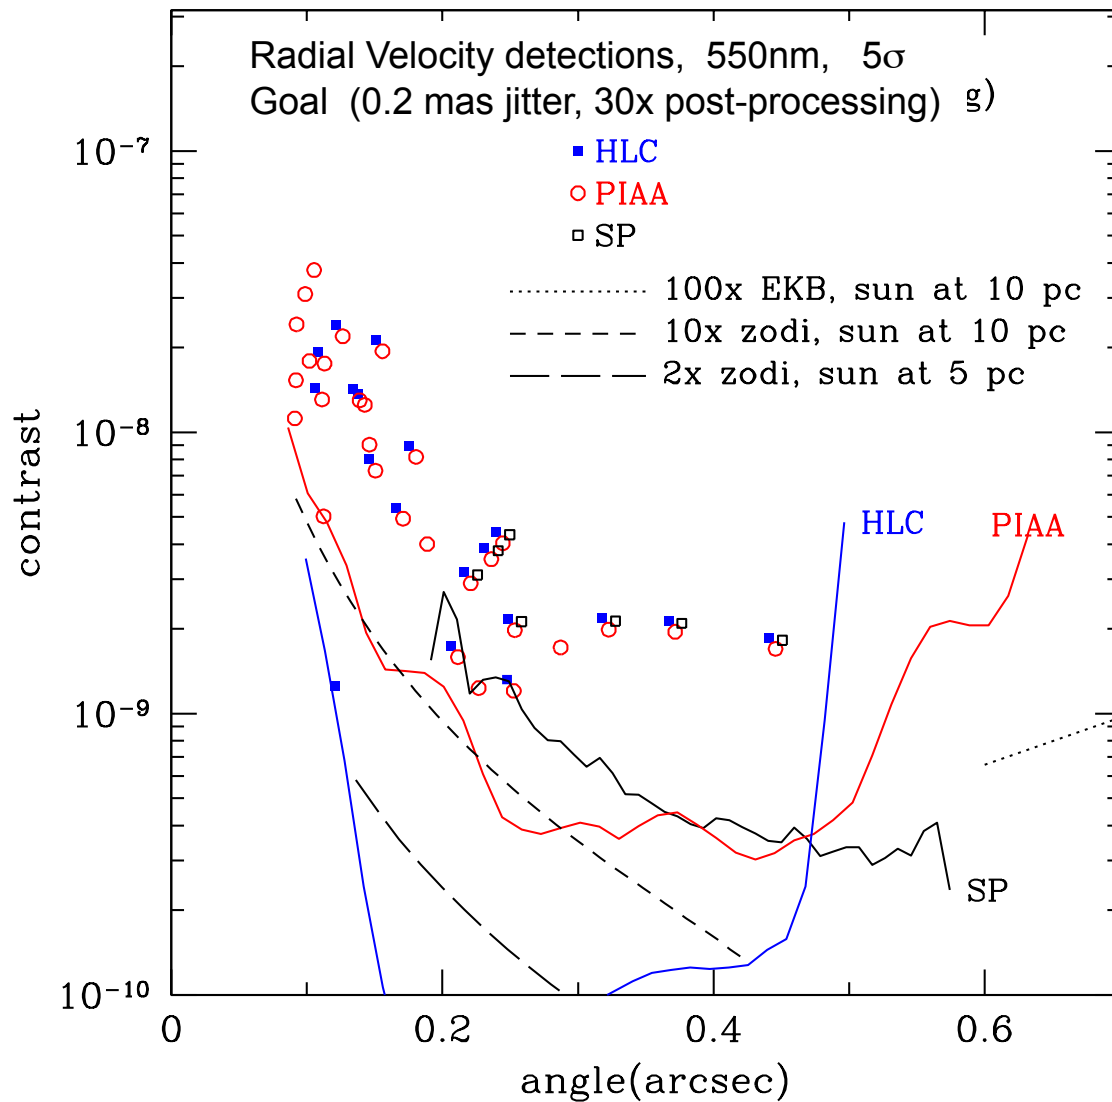 Radial Velocity detections, 550nm, 5σ
Goal (0.2 mas jitter, 30x post-processing) g)
HLC
PIAA
SP
100x EKB, sun at 10 pc
10x zodi, sun at 10 pc
2x zodi, sun at 5 pc
10⁻⁷
10⁻⁸
10⁻⁹
10⁻¹⁰
contrast
HLC
PIAA
SP
0 0.2 0.4 0.6
angle(arcsec)